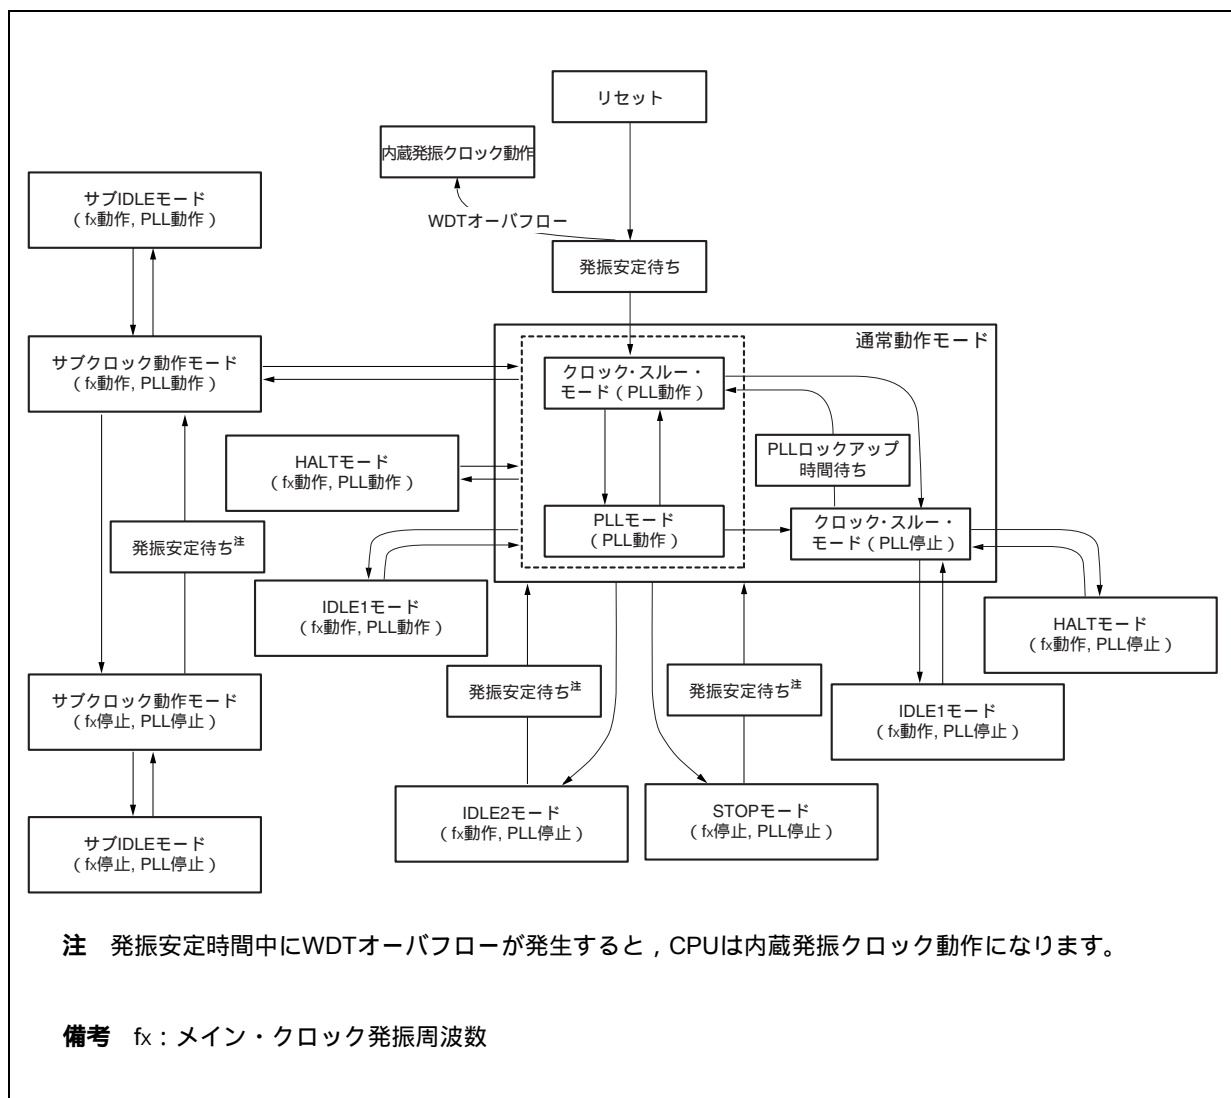 リセット
内蔵発振クロック動作
WDTオーバフロー
サブIDLEモード
(fx動作, PLL動作)
発振安定待ち
通常動作モード
サブクロック動作モード
(fx動作, PLL動作)
クロック・スルー・
モード(PLL動作)
HALTモード
(fx動作, PLL動作)
PLLロックアップ
時間待ち
発振安定待ち注
PLLモード
(PLL動作)
クロック・スルー・
モード(PLL停止)
IDLE1モード
(fx動作, PLL動作)
HALTモード
(fx動作, PLL停止)
サブクロック動作モード
(fx停止, PLL停止)
発振安定待ち注
発振安定待ち注
IDLE1モード
(fx動作, PLL停止)
IDLE2モード
(fx動作, PLL停止)
STOPモード
(fx停止, PLL停止)
サブIDLEモード
(fx停止, PLL停止)
注 発振安定時間中にWDTオーバフローが発生すると,CPUは内蔵発振クロック動作になります。
備考 fx:メイン・クロック発振周波数